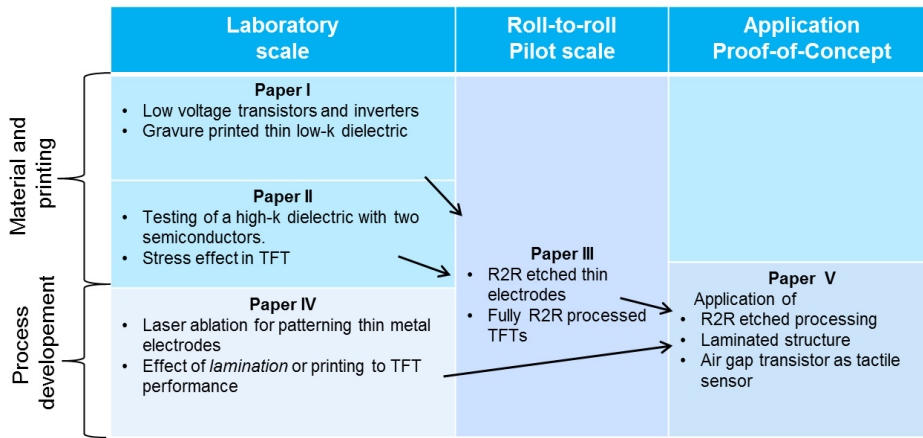 Laboratory
scale
Roll-to-roll
Pilot scale
Application
Proof-of-Concept
Material and
printing
Process
developement
Paper I
• Low voltage transistors and inverters
• Gravure printed thin low-k dielectric
Paper II
• Testing of a high-k dielectric with two
semiconductors.
• Stress effect in TFT
Paper IV
• Laser ablation for patterning thin metal
electrodes
• Effect of lamination or printing to TFT
performance
Paper III
• R2R etched thin
electrodes
• Fully R2R processed
TFTs
Paper V
Application of
• R2R etched processing
• Laminated structure
• Air gap transistor as tactile
sensor